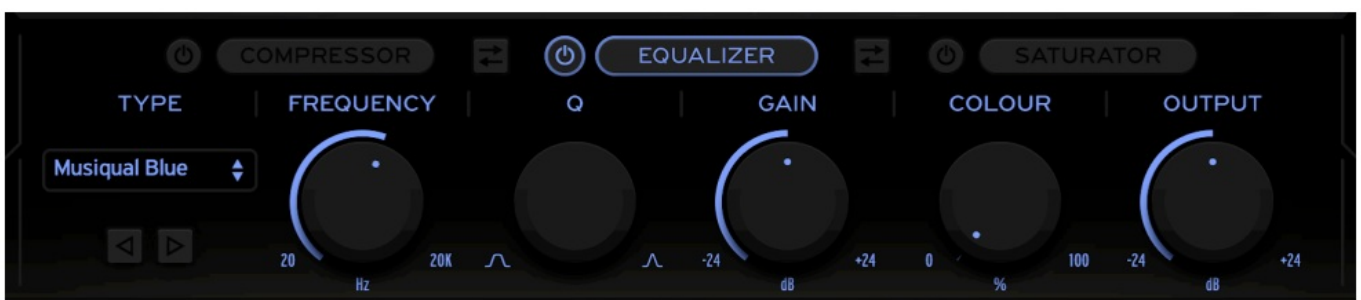 COMPRESSOR EQUALIZER SATURATOR
TYPE FREQUENCY Q GAIN COLOUR OUTPUT
Musiqual Blue
20 20K -24 +24 0 100 -24 +24
Hz dB % dB